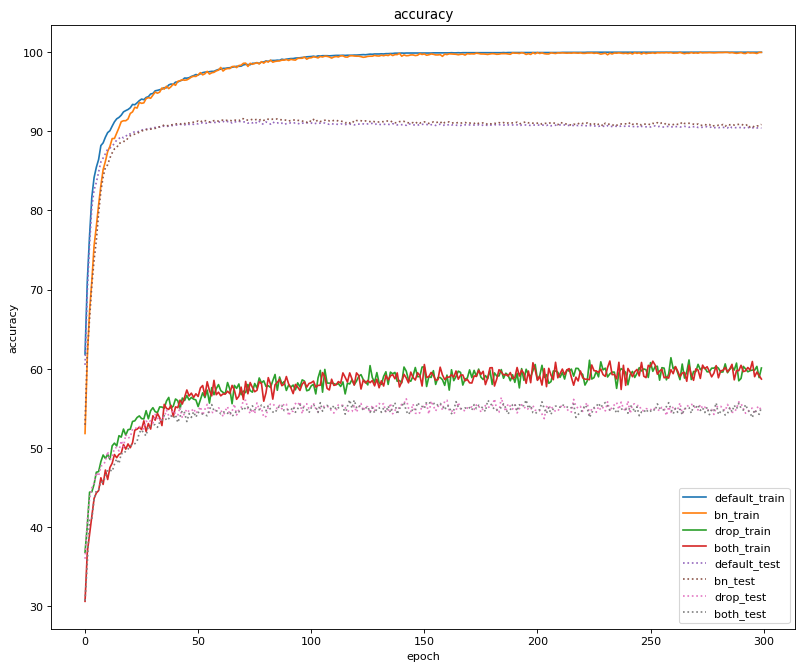 accuracy
100
90
80
70
60
50
40
30
accuracy
0
50
100
150
200
250
300
epoch
default_train
bn_train
drop_train
both_train
default_test
bn_test
drop_test
both_test